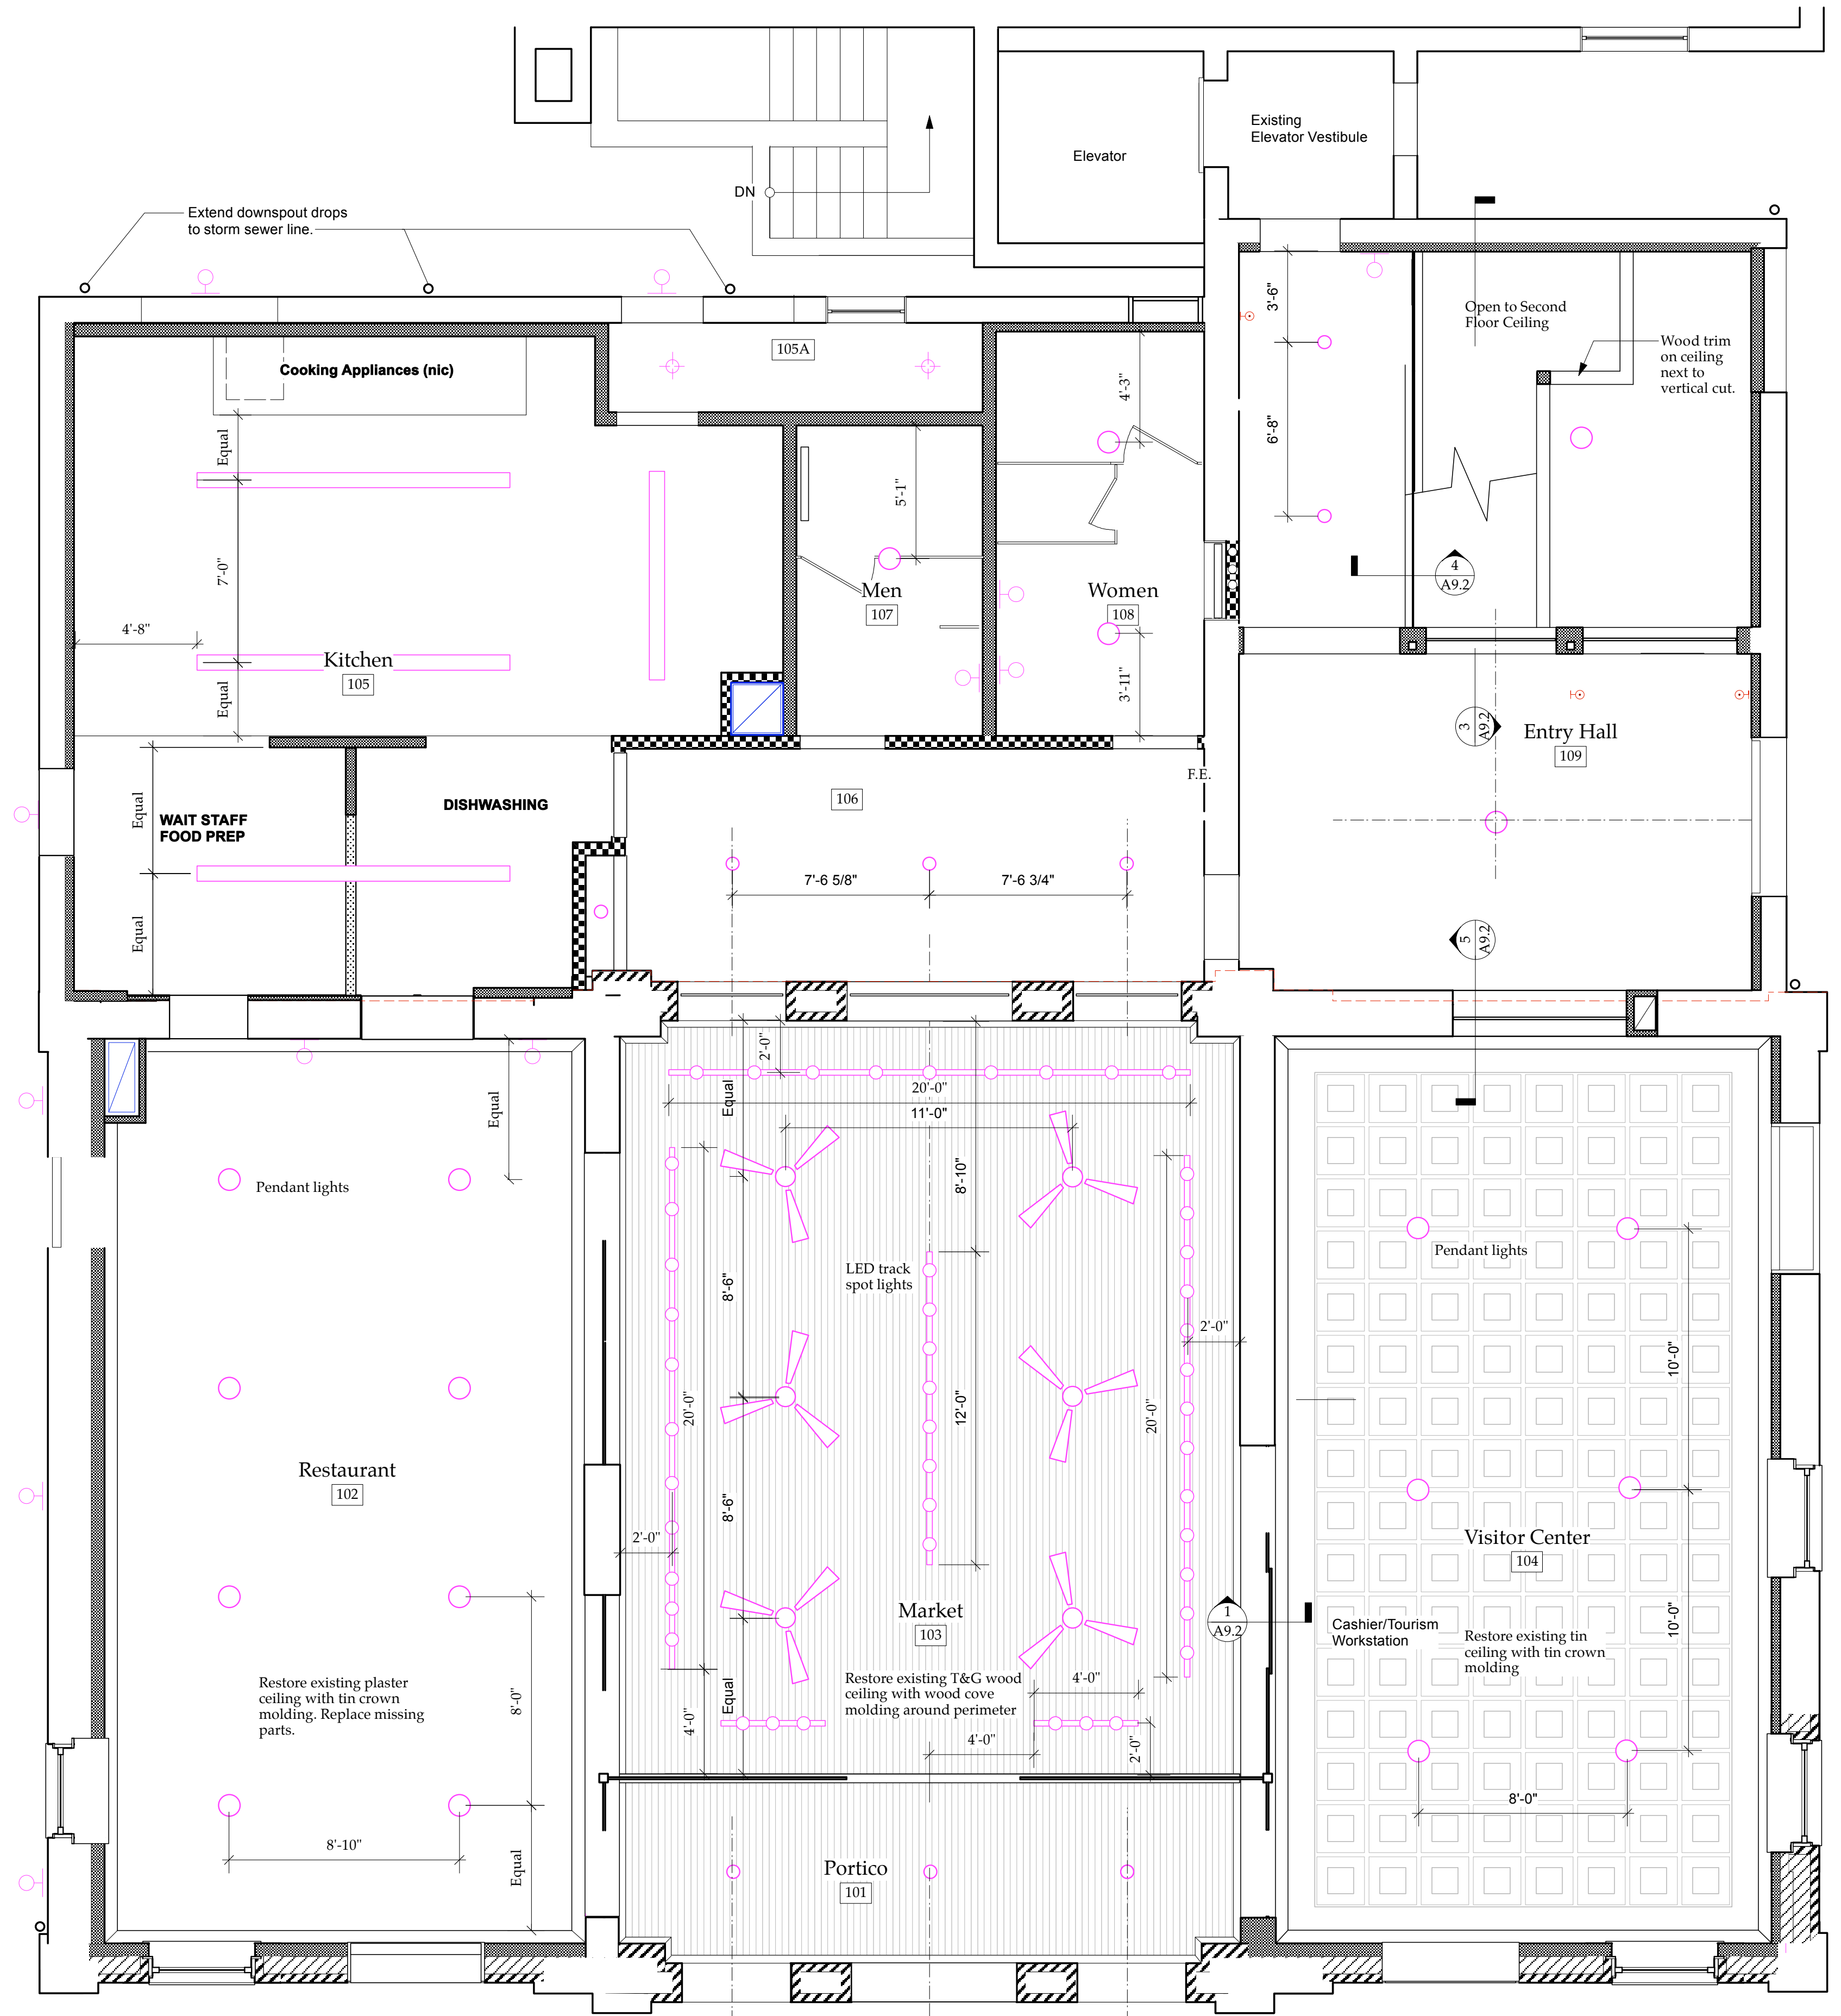 Existing
Elevator Vestibule
Elevator
DN
Extend downspout drops
to storm sewer line.
3'-6"
Open to Second
Floor Ceiling
Wood trim
on ceiling
next to
vertical cut.
105A
Cooking Appliances (nic)
4'-3"
6'-8"
Equal
5'-1"
7'-0"
4
A9.2
Men
107
Women
108
4'-8"
Kitchen
105
Equal
3'-11"
3
A9.2
Entry Hall
109
F.E.
106
Equal
WAIT STAFF
FOOD PREP
DISHWASHING
7'-6 5/8"
7'-6 3/4"
Equal
5
A9.2
2'-0"
20'-0"
Equal
Equal
11'-0"
8'-10"
Pendant lights
Pendant lights
LED track
spot lights
8'-6"
2'-0"
10'-0"
20'-0"
12'-0"
20'-0"
Restaurant
102
8'-6"
2'-0"
Visitor Center
104
Market
103
1
A9.2
Cashier/Tourism
Workstation
Restore existing tin
ceiling with tin crown
molding
10'-0"
Restore existing plaster
ceiling with tin crown
molding. Replace missing
parts.
8'-0"
Equal
Restore existing T&G wood
ceiling with wood cove
molding around perimeter
4'-0"
4'-0"
4'-0"
2'-0"
8'-0"
8'-10"
Equal
Portico
101